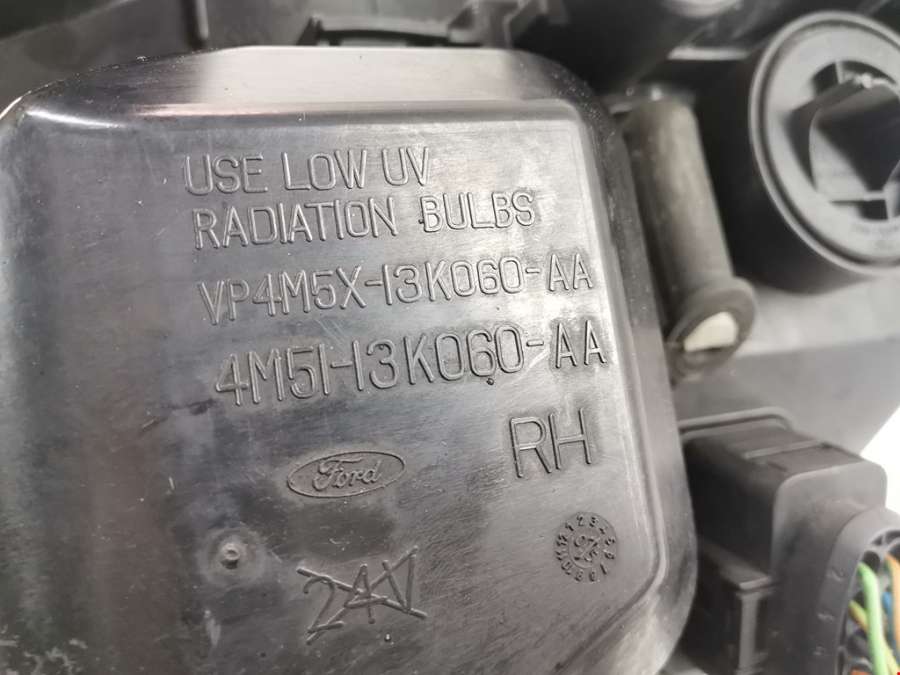 USE LOW UV
RADIATION BULBS
VP4M5X-13K060-AA
4M51-13K060-AA
RH
Ford
24V